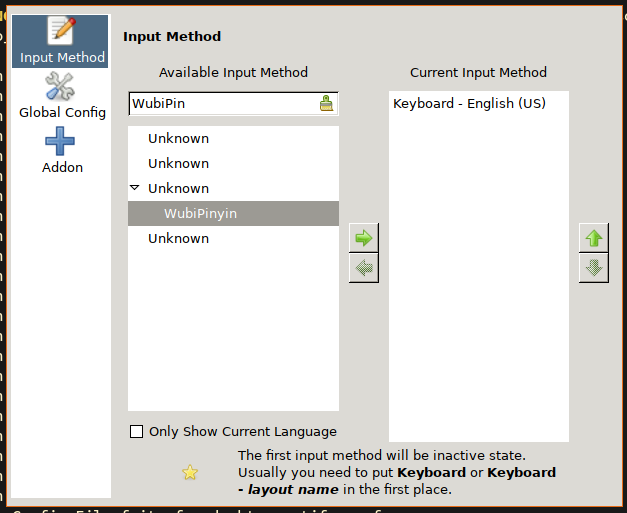 Input Method
Global Config
Addon
Input Method
Available Input Method
Current Input Method
WubiPin
Keyboard - English (US)
Unknown
Unknown
Unknown
WubiPinyin
Unknown
Only Show Current Language
The first input method will be inactive state.
Usually you need to put Keyboard or Keyboard
- layout name in the first place.